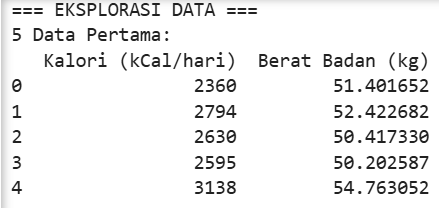 === EKSPLORASI DATA ===
5 Data Pertama:
Kalori (kCal/hari) Berat Badan (kg)
0 2360 51.401652
1 2794 52.422682
2 2630 50.417330
3 2595 50.202587
4 3138 54.763052